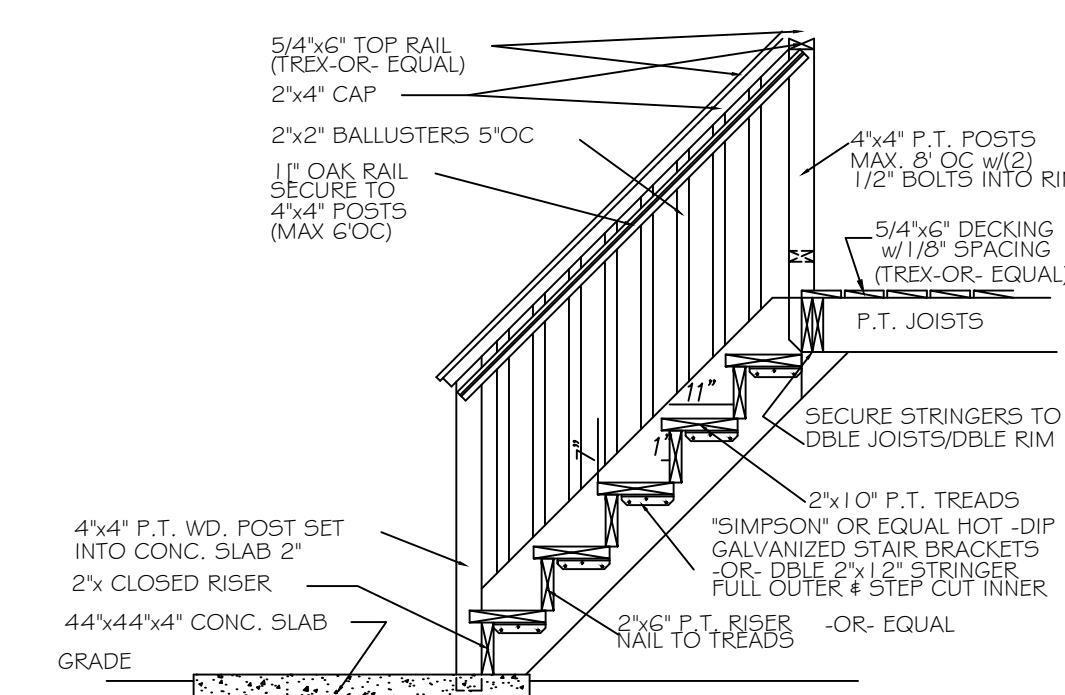 5/4"x6" TOP RAIL
(TREX-OR- EQUAL)
2"x4" CAP
2"x2" BALLUSTERS 5"OC
1[" OAK RAIL
SECURE TO
4"x4" POSTS
(MAX 6'OC)
4"x4" P.T. POSTS
MAX. 8' OC w/(2)
1/2" BOLTS INTO
5/4"x6" DECKING
w/1/8" SPACING
(TREX-OR- EQUAL)
P.T. JOISTS
11"
7"
1"
SECURE STRINGERS TO
DBLE JOISTS/DBLE RIM
2"x10" P.T. TREADS
"SIMPSON" OR EQUAL HOT -DIP
GALVANIZED STAIR BRACKETS
-OR- DBLE 2"x12" STRINGER
FULL OUTER & STEP CUT INNER
2"x6" P.T. RISER -OR- EQUAL
NAIL TO TREADS
4"x4" P.T. WD. POST SET
INTO CONC. SLAB 2"
2"x CLOSED RISER
44"x44"x4" CONC. SLAB
GRADE